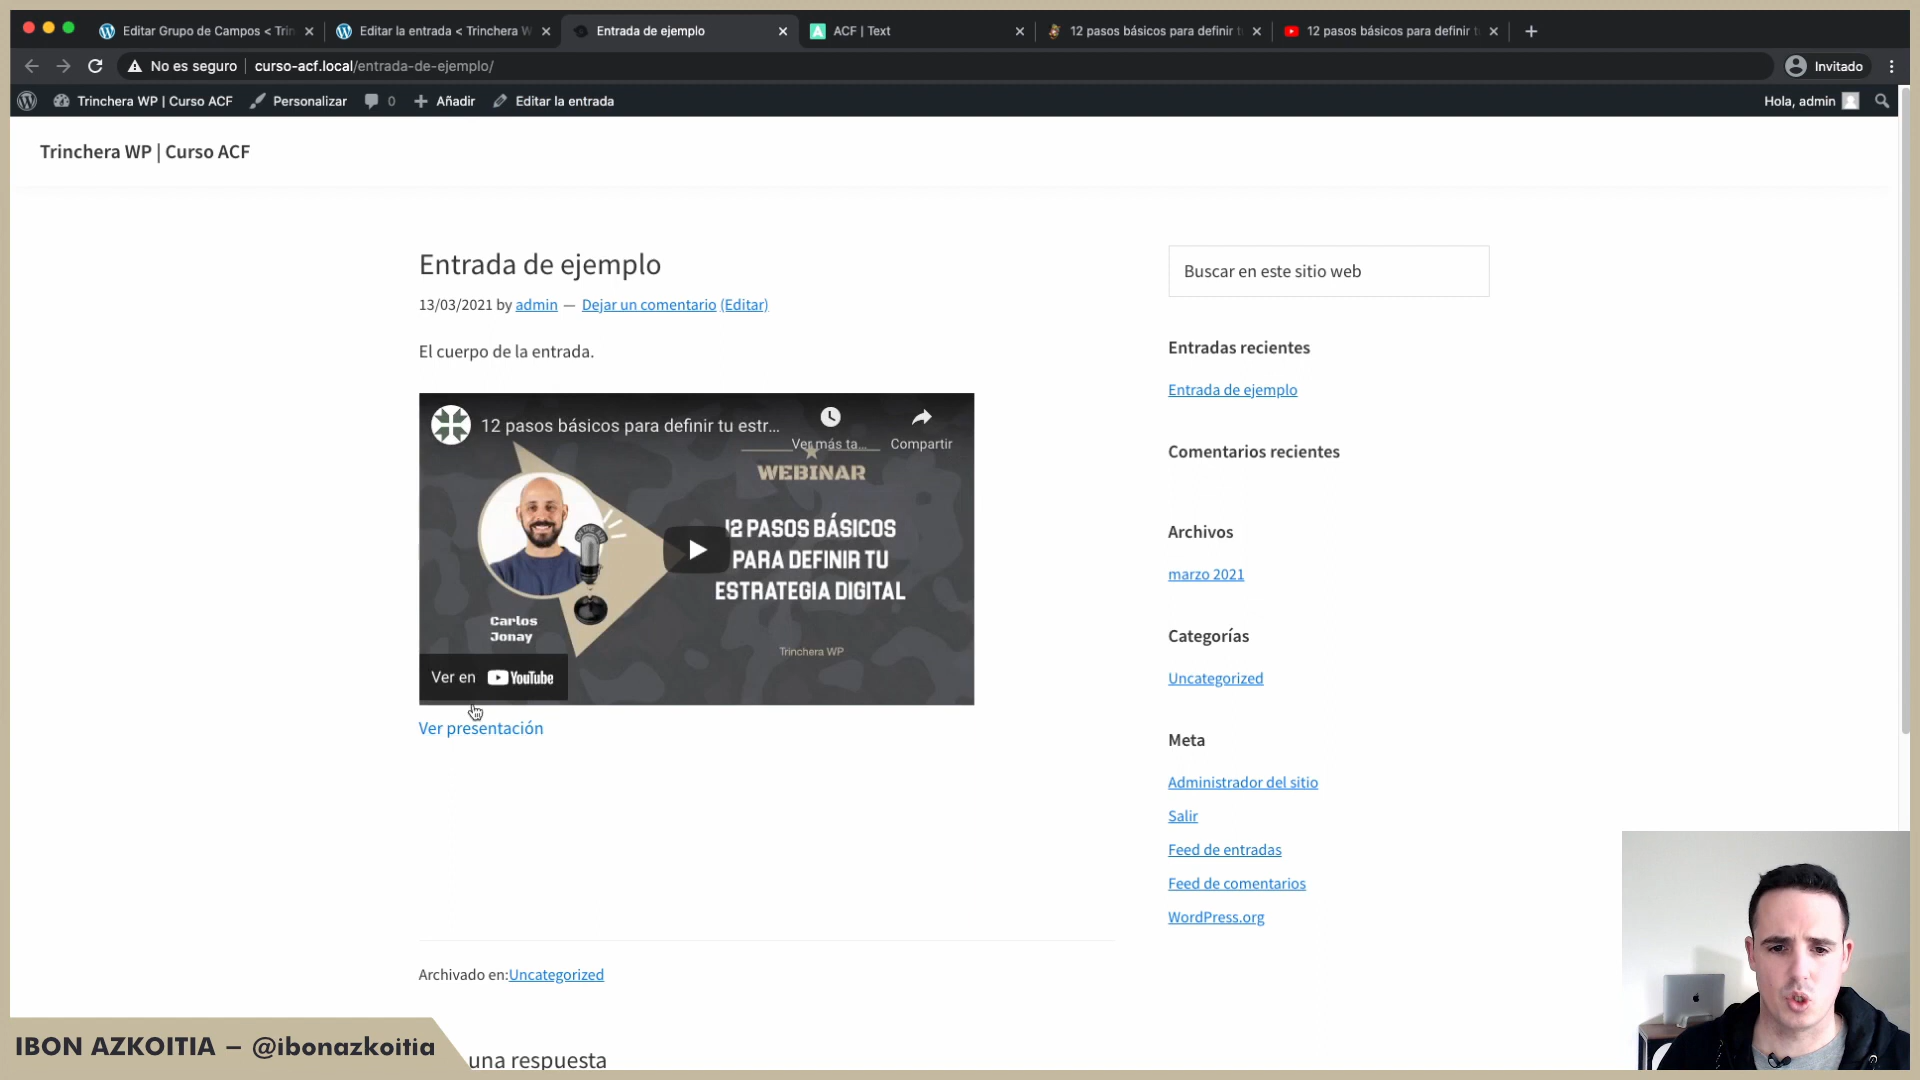 Editar Grupo de Campos < Trin
Editar la entrada < Trinchera W
Entrada de ejemplo
ACF | Text
12 pasos básicos para definir t
12 pasos básicos para definir t
No es seguro
curso-acf.local/entrada-de-ejemplo/
Invitado
Trinchera WP | Curso ACF
Personalizar
0
Añadir
Editar la entrada
Hola, admin
Trinchera WP | Curso ACF
Entrada de ejemplo
13/03/2021 by admin — Dejar un comentario (Editar)
El cuerpo de la entrada.
12 pasos básicos para definir tu estr...
Ver más ta...
Compartir
WEBINAR
12 PASOS BÁSICOS
PARA DEFINIR TU
ESTRATEGIA DIGITAL
Carlos
Jonay
Trinchera WP
Ver en YouTube
Ver presentación
Archivado en:Uncategorized
una respuesta
Buscar en este sitio web
Entradas recientes
Entrada de ejemplo
Comentarios recientes
Archivos
marzo 2021
Categorías
Uncategorized
Meta
Administrador del sitio
Salir
Feed de entradas
Feed de comentarios
WordPress.org
IBON AZKOITIA – @ibonazkoitia